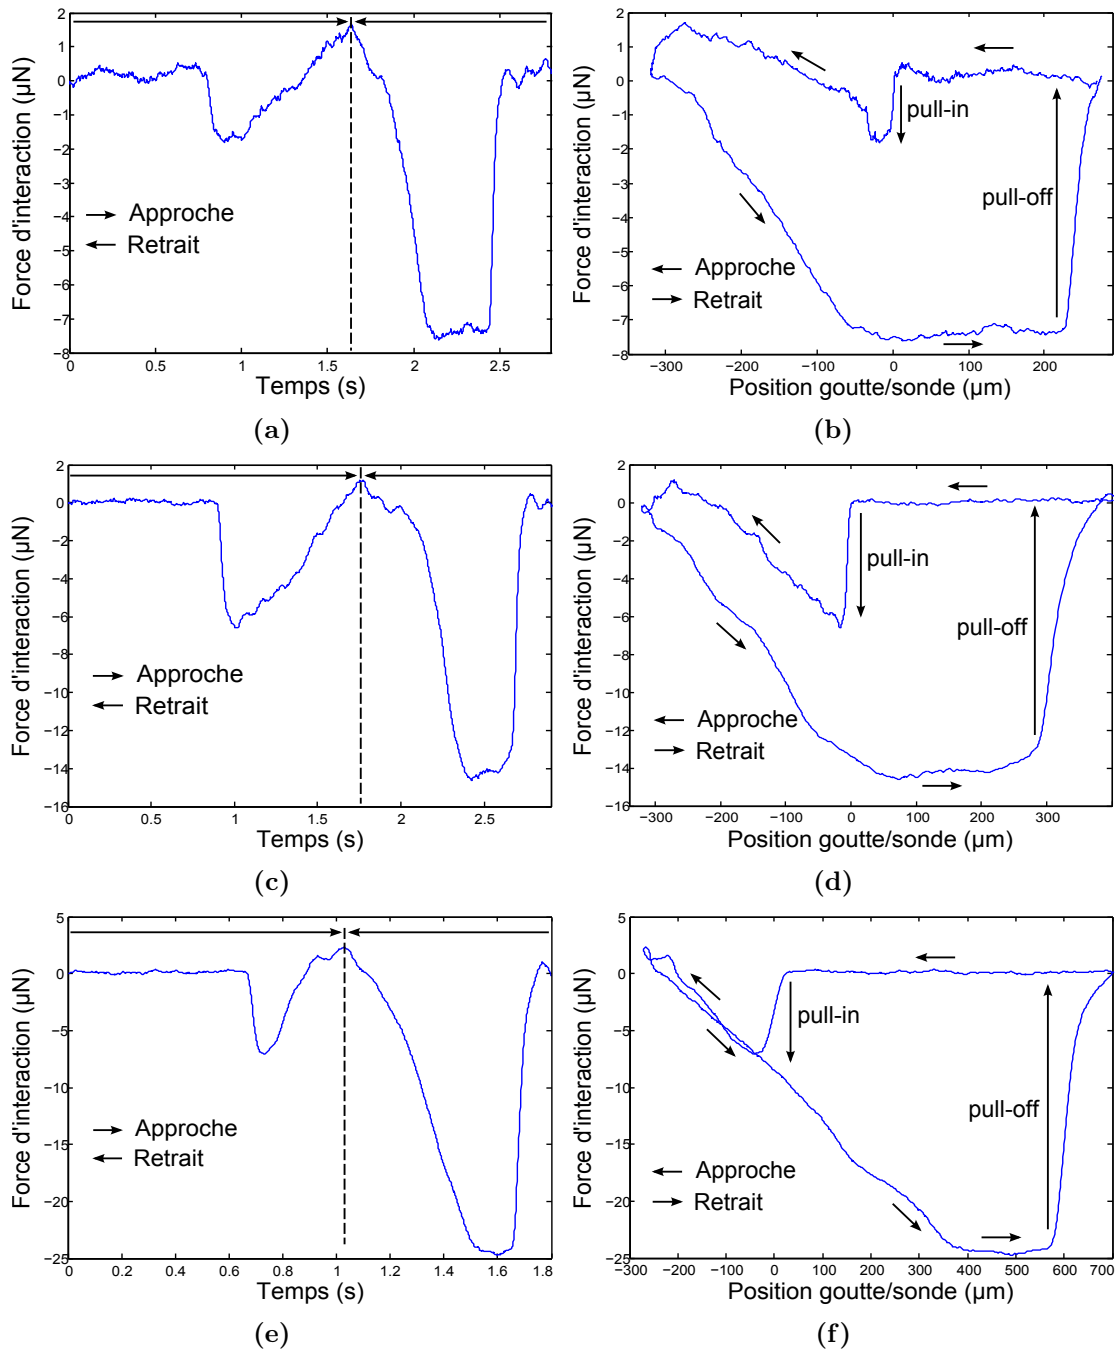 Force d'interaction (µN)
2
1
0
−1
−2
−3
−4
−5
−6
−7
−8
Approche
Retrait
0 0.5 1 1.5 2 2.5
Temps (s)
(a)
Force d'interaction (µN)
2
1
0
−1
−2
−3
−4
−5
−6
−7
−8
pull-in
pull-off
Approche
Retrait
−300 −200 −100 0 100 200
Position goutte/sonde (µm)
(b)
Force d'interaction (µN)
2
0
−2
−4
−6
−8
−10
−12
−14
−16
Approche
Retrait
0 0.5 1 1.5 2 2.5
Temps (s)
(c)
Force d'interaction (µN)
2
0
−2
−4
−6
−8
−10
−12
−14
−16
pull-in
pull-off
Approche
Retrait
−300 −200 −100 0 100 200 300
Position goutte/sonde (µm)
(d)
Force d'interaction (µN)
5
0
−5
−10
−15
−20
−25
Approche
Retrait
0 0.2 0.4 0.6 0.8 1 1.2 1.4 1.6 1.8
Temps (s)
(e)
Force d'interaction (µN)
5
0
−5
−10
−15
−20
−25
pull-in
pull-off
Approche
Retrait
−300 −200 −100 0 100 200 300 400 500 600 700
Position goutte/sonde (µm)
(f)